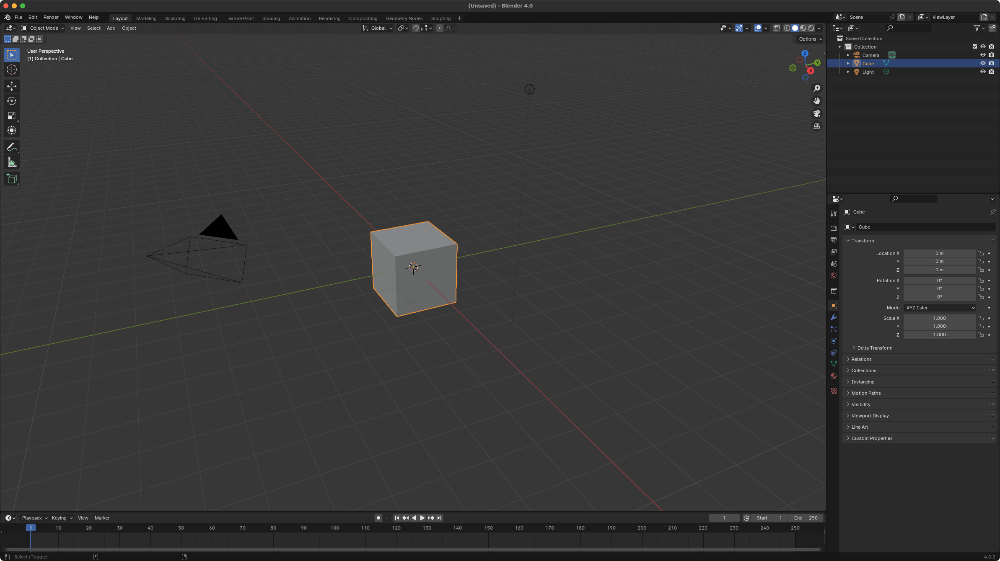 (Unsaved) - Blender 4.0
File Edit Render Window Help Layout Modeling Sculpting UV Editing Texture Paint Shading Animation Rendering Compositing Geometry Nodes Scripting + Scene ViewLayer
Object Mode View Select Add Object Global
Options
User Perspective
(1) Collection | Cube
Z
Y
X
Scene Collection
Collection
Camera
Cube
Light
Cube
Cube
Transform
Location X 0 m
Y 0 m
Z 0 m
Rotation X 0°
Y 0°
Z 0°
Mode XYZ Euler
Scale X 1.000
Y 1.000
Z 1.000
Delta Transform
Relations
Collections
Instancing
Motion Paths
Visibility
Viewport Display
Line Art
Custom Properties
Playback Keying View Marker 1 Start 1 End 250
1 10 20 30 40 50 60 70 80 90 100 110 120 130 140 150 160 170 180 190 200 210 220 230 240 250
Select (Toggle) 4.0.2